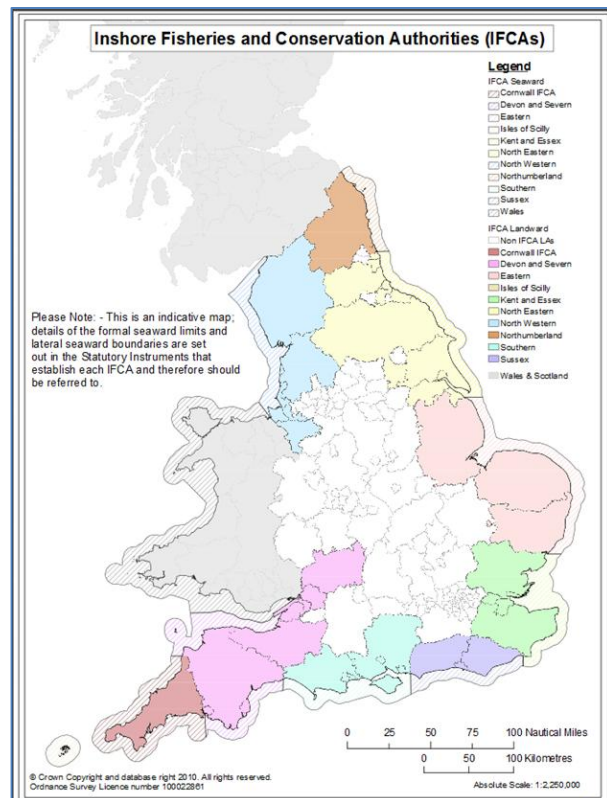 Inshore Fisheries and Conservation Authorities (IFCAs)
Legend
IFCA Seaward
Cornwall IFCA
Devon and Severn
Eastern
Isles of Scilly
Kent and Essex
North Eastern
North Western
Northumberland
Southern
Sussex
Wales
IFCA Landward
Non IFCA LAs
Cornwall IFCA
Devon and Severn
Eastern
Isles of Scilly
Kent and Essex
North Eastern
North Western
Northumberland
Southern
Sussex
Wales & Scotland
Please Note: - This is an indicative map;
details of the formal seaward limits and
lateral seaward boundaries are set
out in the Statutory Instruments that
establish each IFCA and therefore should
be referred to.
0 25 50 75 100 Nautical Miles
0 50 100 Kilometres
© Crown Copyright and database right 2010. All rights reserved.
Ordnance Survey Licence number 100022861
Absolute Scale: 1:2,250,000